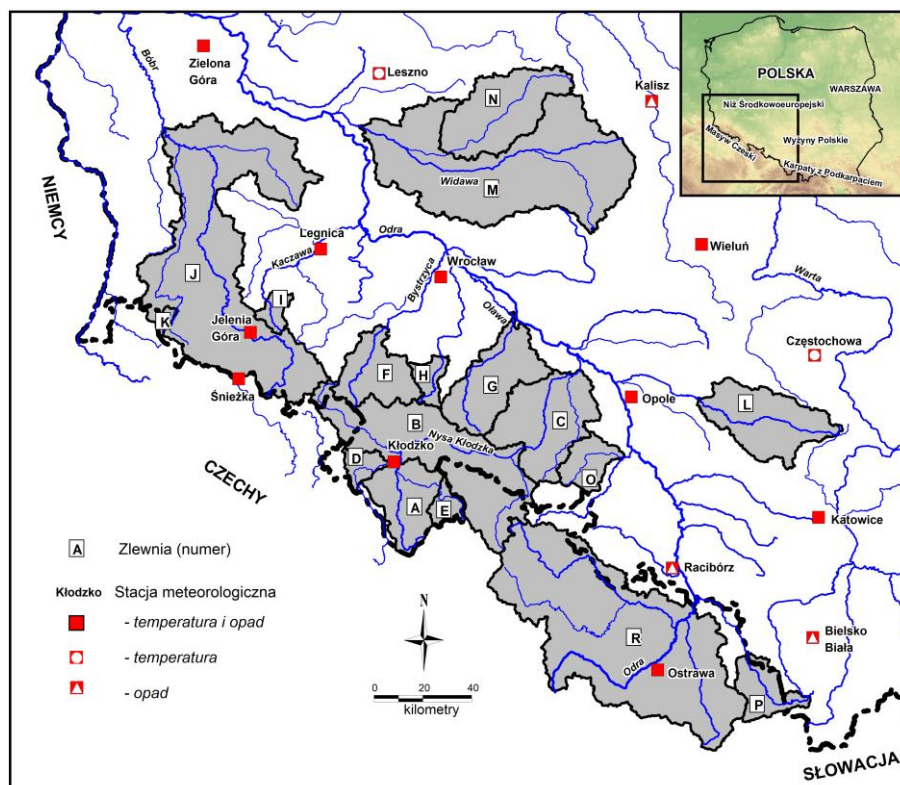 Bóbr
Zielona
Góra
Leszno
Kalisz
N
POLSKA
WARSZAWA
Niż Środkowoeuropejski
Masyw Czeski
Wyżyny Polskie
Karpaty z Podkarpaciem
NIEMCY
Widawa
M
Legnica
Odra
Kaczawa
Wrocław
Bystrzyca
Wieluń
Warta
J
I
K
Jelenia
Góra
Oława
Częstochowa
Śnieżka
F
H
G
L
Opole
B
C
Nysa Kłodzka
Kłodzko
D
O
CZECHY
A
E
Katowice
A
Zlewnia (numer)
Kłodzko
Stacja meteorologiczna
- temperatura i opad
- temperatura
- opad
N
0 20 40
kilometry
Racibórz
R
Odra
Ostrawa
Bielsko
Biała
P
SŁOWACJA